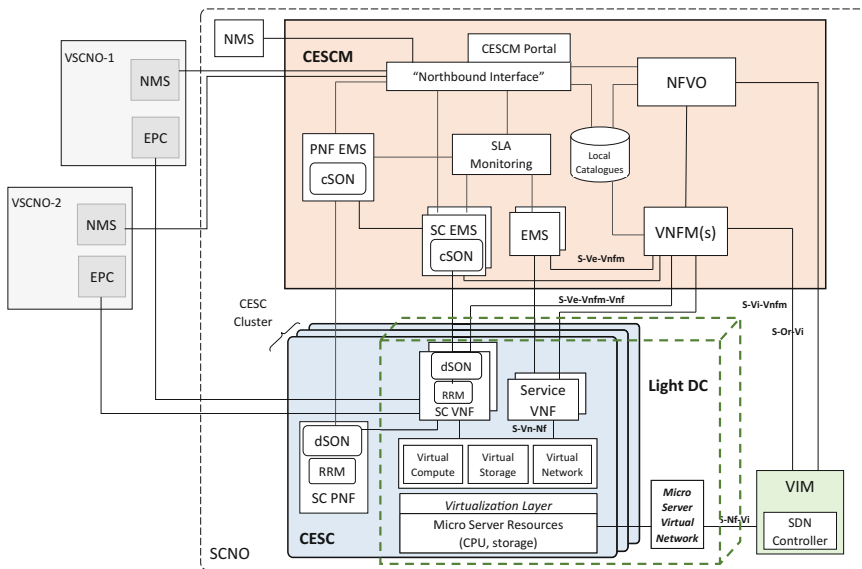 VSCNO-1
NMS
EPC
VSCNO-2
NMS
EPC
NMS
CESCM
CESCM Portal
“Northbound Interface”
NFVO
PNF EMS
cSON
SLA
Monitoring
Local
Catalogues
SC EMS
cSON
EMS
VNFM(s)
S-Ve-Vnfm
S-Ve-Vnfm-Vnf
S-Vi-Vnfm
S-Or-Vi
CESC
Cluster
dSON
RRM
SC VNF
Service
VNF
Light DC
S-Vn-Nf
dSON
RRM
SC PNF
Virtual
Compute
Virtual
Storage
Virtual
Network
Virtualization Layer
Micro Server Resources
(CPU, storage)
CESC
Micro
Server
Virtual
Network
S-Nf-Vi
VIM
SDN
Controller
SCNO